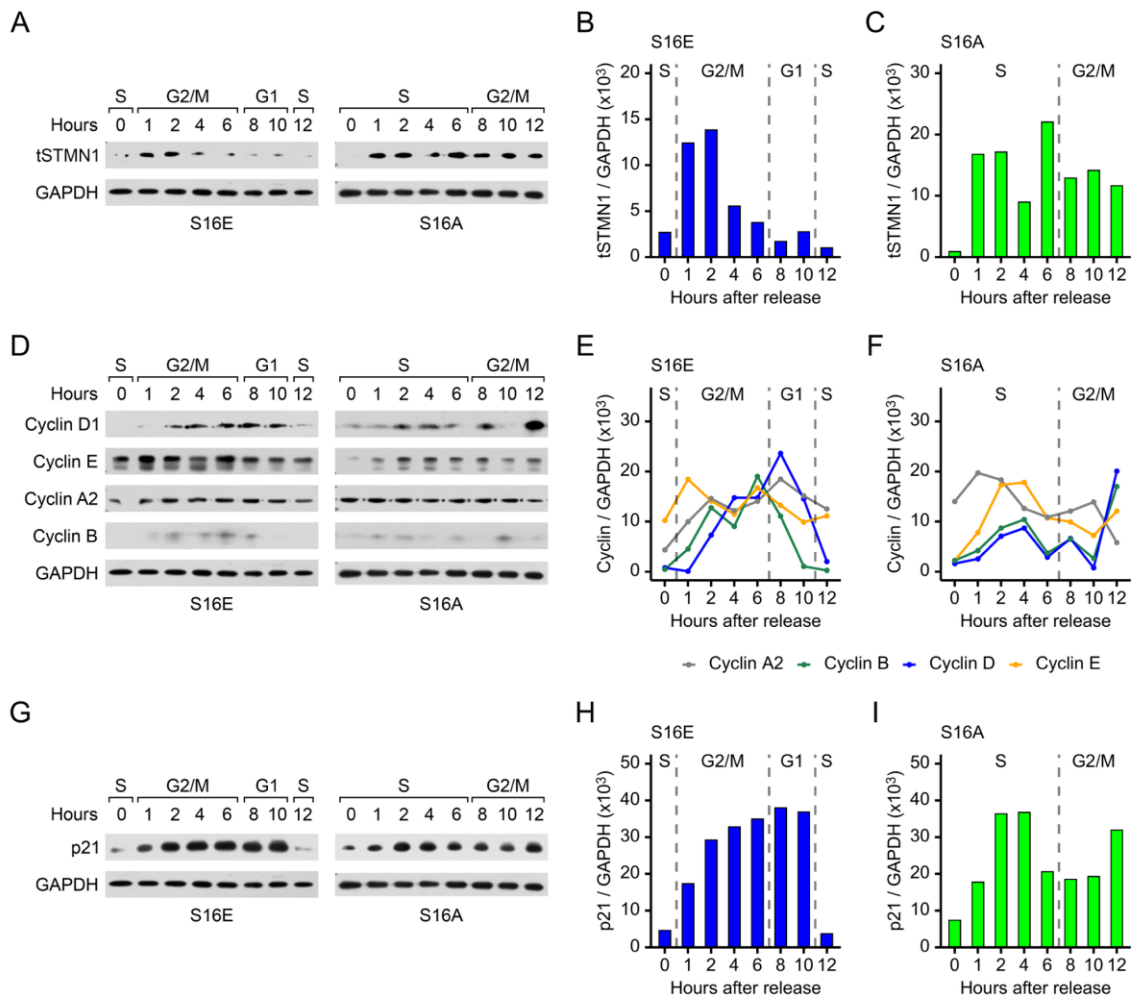 A
S G2/M G1 S S G2/M
Hours 0 1 2 4 6 8 10 12 0 1 2 4 6 8 10 12
tSTMN1
GAPDH
S16E S16A
B
S16E
S G2/M G1 S
tSTMN1 / GAPDH (x10³)
20
15
10
5
0
0 1 2 4 6 8 10 12
Hours after release
C
S16A
S G2/M
tSTMN1 / GAPDH (x10³)
30
20
10
0
0 1 2 4 6 8 10 12
Hours after release
D
S G2/M G1 S S G2/M
Hours 0 1 2 4 6 8 10 12 0 1 2 4 6 8 10 12
Cyclin D1
Cyclin E
Cyclin A2
Cyclin B
GAPDH
S16E S16A
E
S16E
S G2/M G1 S
Cyclin / GAPDH (x10³)
30
20
10
0
0 1 2 4 6 8 10 12
Hours after release
F
S16A
S G2/M
Cyclin / GAPDH (x10³)
30
20
10
0
0 1 2 4 6 8 10 12
Hours after release
Cyclin A2 Cyclin B Cyclin D Cyclin E
G
S G2/M G1 S S G2/M
Hours 0 1 2 4 6 8 10 12 0 1 2 4 6 8 10 12
p21
GAPDH
S16E S16A
H
S16E
S G2/M G1 S
p21 / GAPDH (x10³)
50
40
30
20
10
0
0 1 2 4 6 8 10 12
Hours after release
I
S16A
S G2/M
p21 / GAPDH (x10³)
50
40
30
20
10
0
0 1 2 4 6 8 10 12
Hours after release